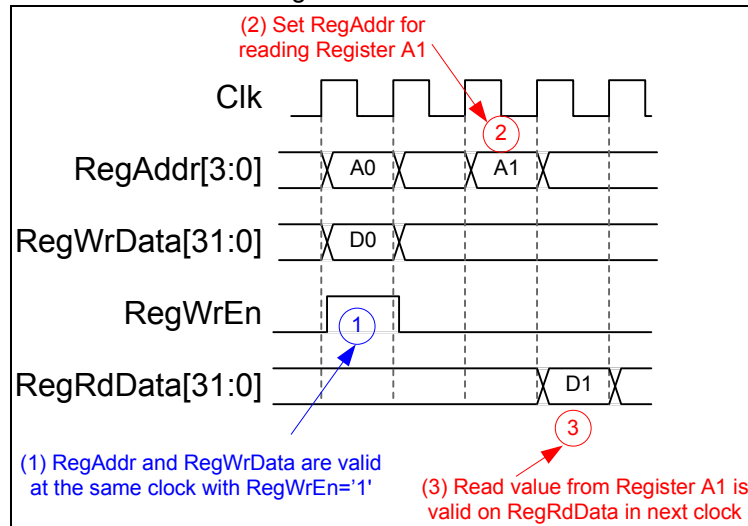 (2) Set RegAddr for
reading Register A1
Clk
2
RegAddr[3:0]
A0
A1
RegWrData[31:0]
D0
RegWrEn
1
RegRdData[31:0]
D1
3
(1) RegAddr and RegWrData are valid
at the same clock with RegWrEn='1'
(3) Read value from Register A1 is
valid on RegRdData in next clock